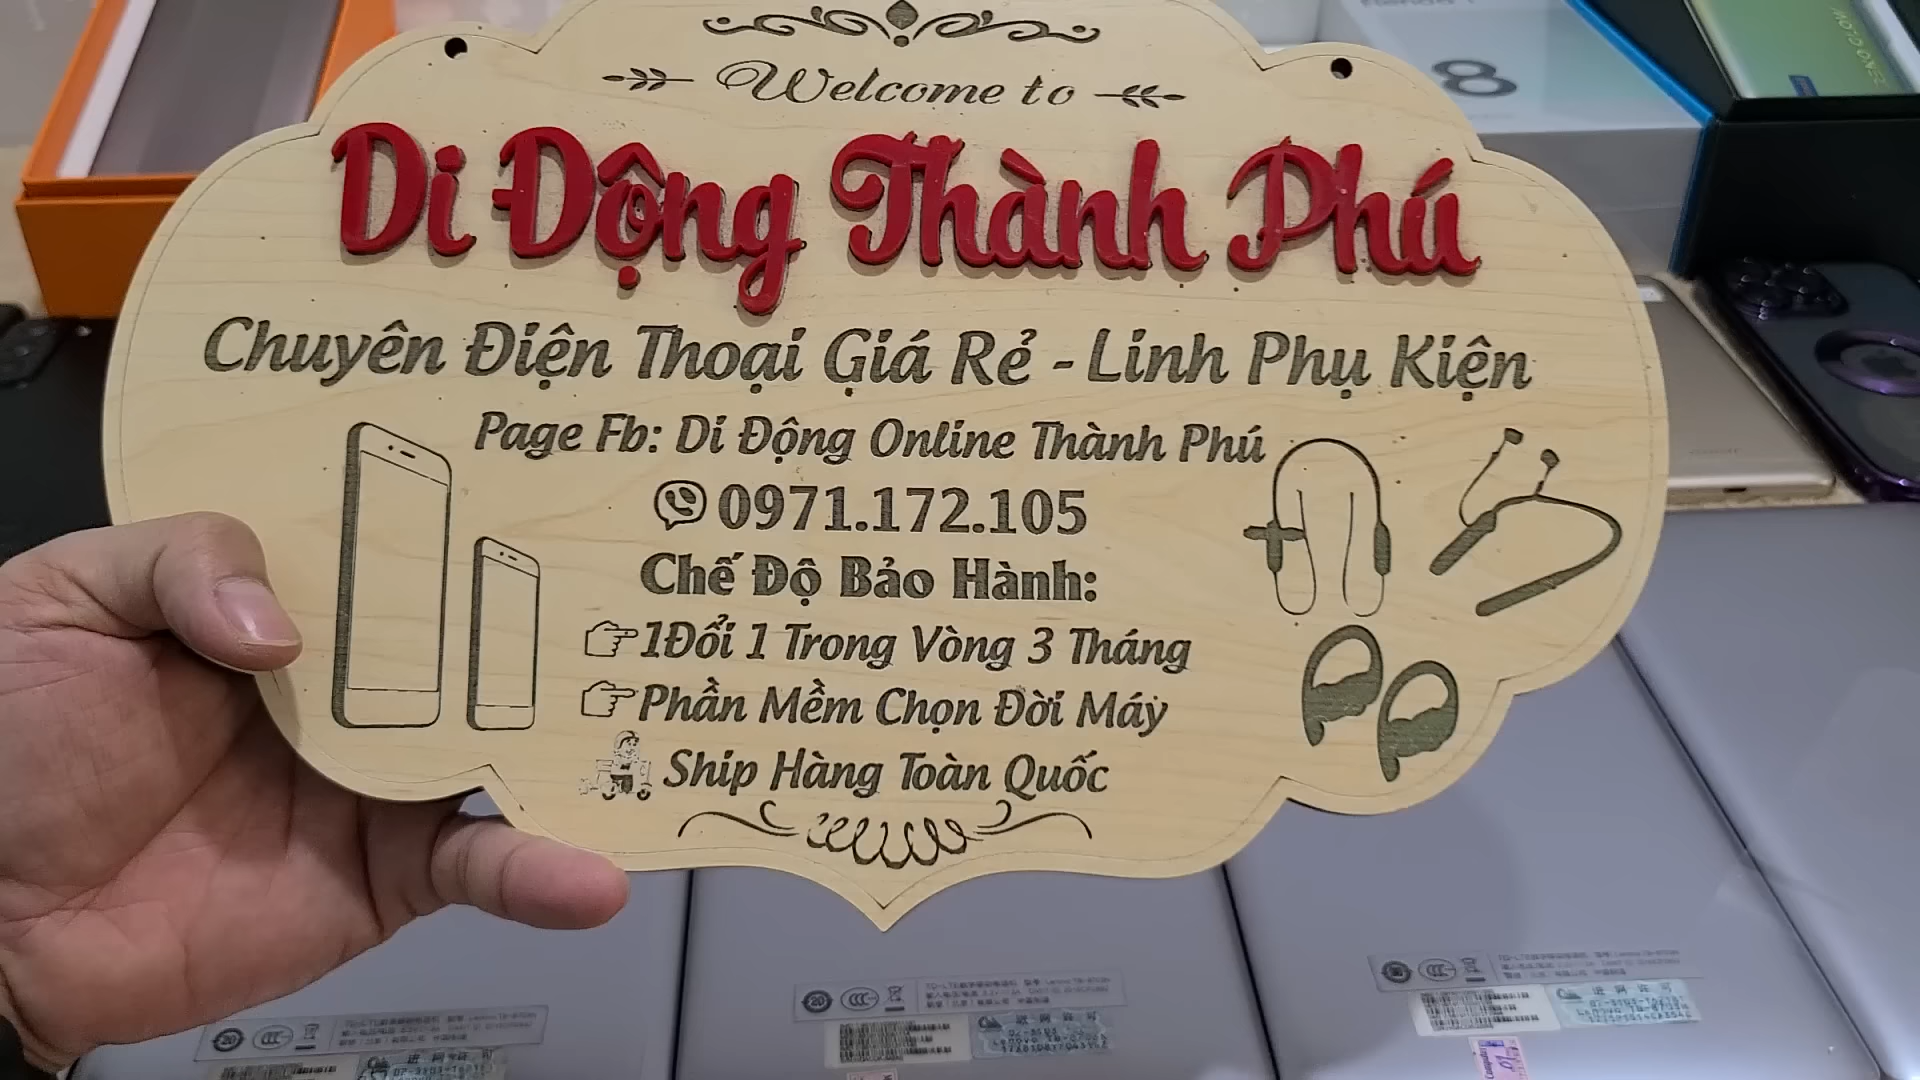 Welcome to
Di Động Thành Phú
Chuyên Điện Thoại Giá Rẻ - Linh Phụ Kiện
Page Fb: Di Động Online Thành Phú
0971.172.105
Chế Độ Bảo Hành:
1Đổi 1 Trong Vòng 3 Tháng
Phần Mềm Chọn Đời Máy
Ship Hàng Toàn Quốc
8